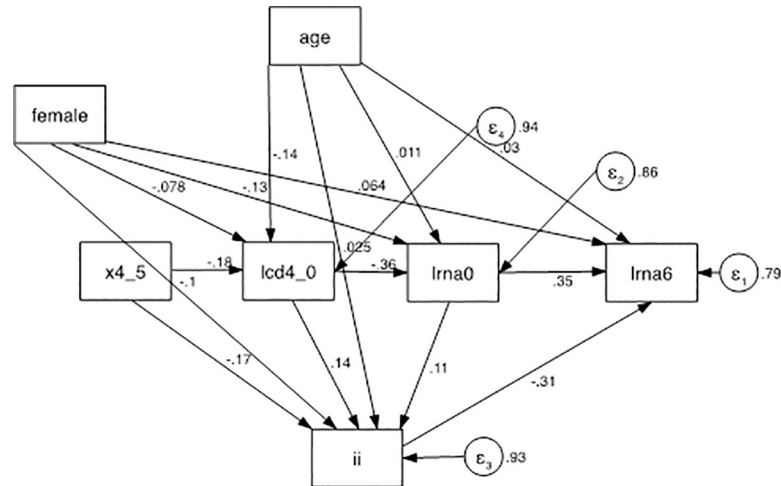 age
female
ε4 .94
.03
-.14
.011
ε2 .86
-.078
-.13
.064
.025
x4_5
-.18
lcd4_0
-.36
lrna0
.35
lrna6
ε1 .79
-.1
-.17
.14
.11
-.31
ii
ε3 .93